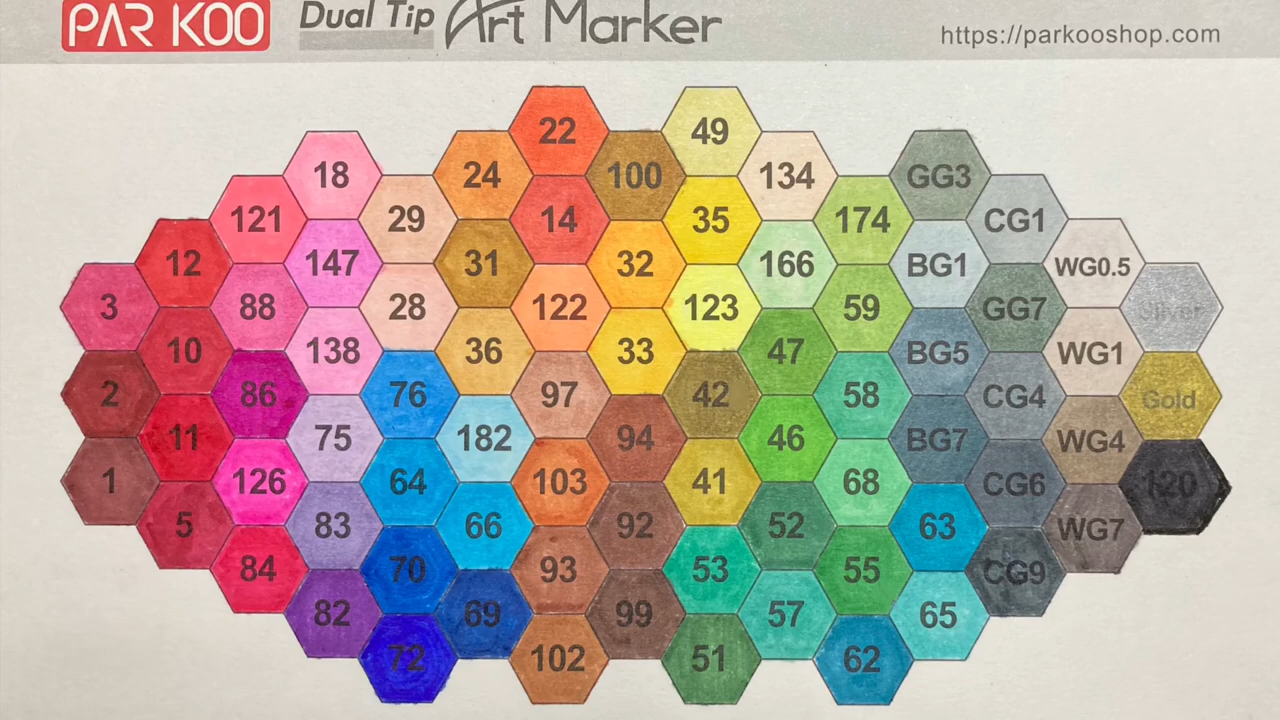 PARKOO Dual Tip Art Marker https://parkooshop.com
22 49
18 24 100 134 GG3
121 29 14 35 174 CG1
12 147 31 32 166 BG1 WG0.5
3 88 28 122 123 59 GG7 Silver
10 138 36 33 47 BG5 WG1
2 86 76 97 42 58 CG4 Gold
11 75 182 94 46 BG7 WG4
1 126 64 103 41 68 CG6 120
5 83 66 92 52 63 WG7
84 70 93 53 55 CG9
82 69 99 57 65
72 102 51 62